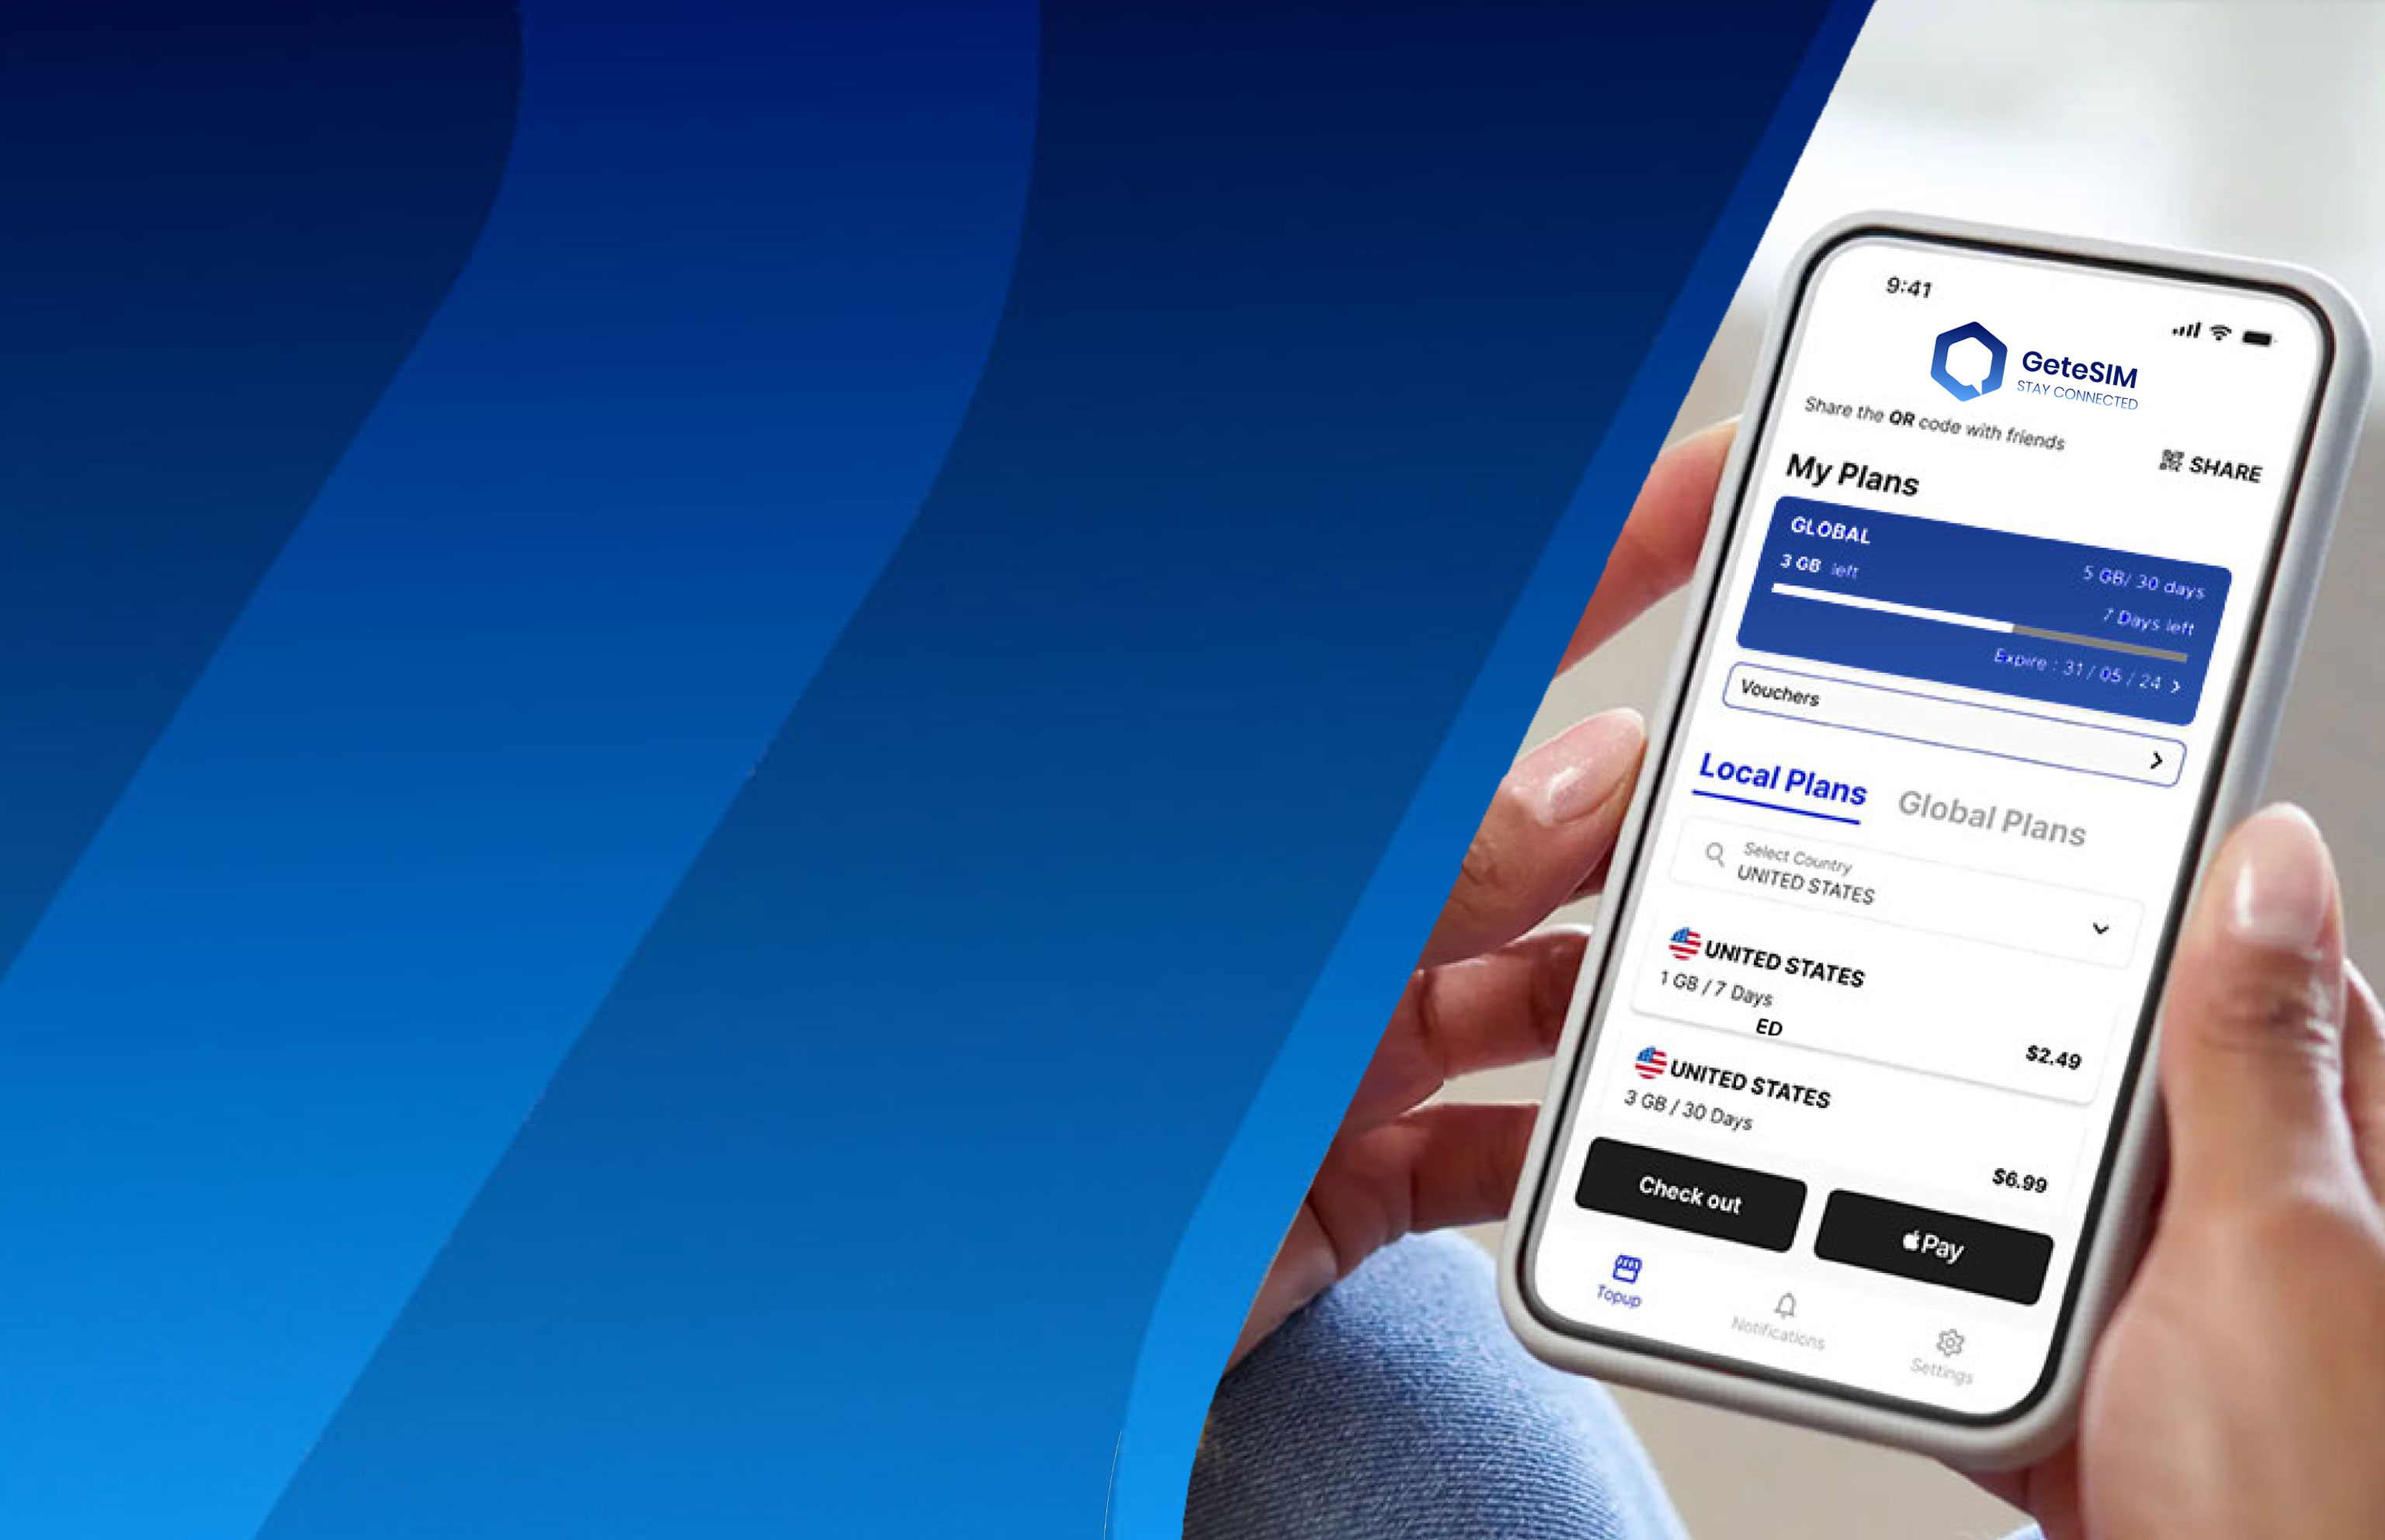 9:41
GeteSIM
STAY CONNECTED
Share the QR code with friends
SHARE
My Plans
GLOBAL
3 GB left
5 GB/ 30 days
7 Days left
Expire : 31 / 05 / 24
Vouchers
Local Plans
Global Plans
Select Country
UNITED STATES
UNITED STATES
1 GB / 7 Days
ED
$2.49
UNITED STATES
3 GB / 30 Days
$6.99
Check out
Pay
Topup
Notifications
Settings